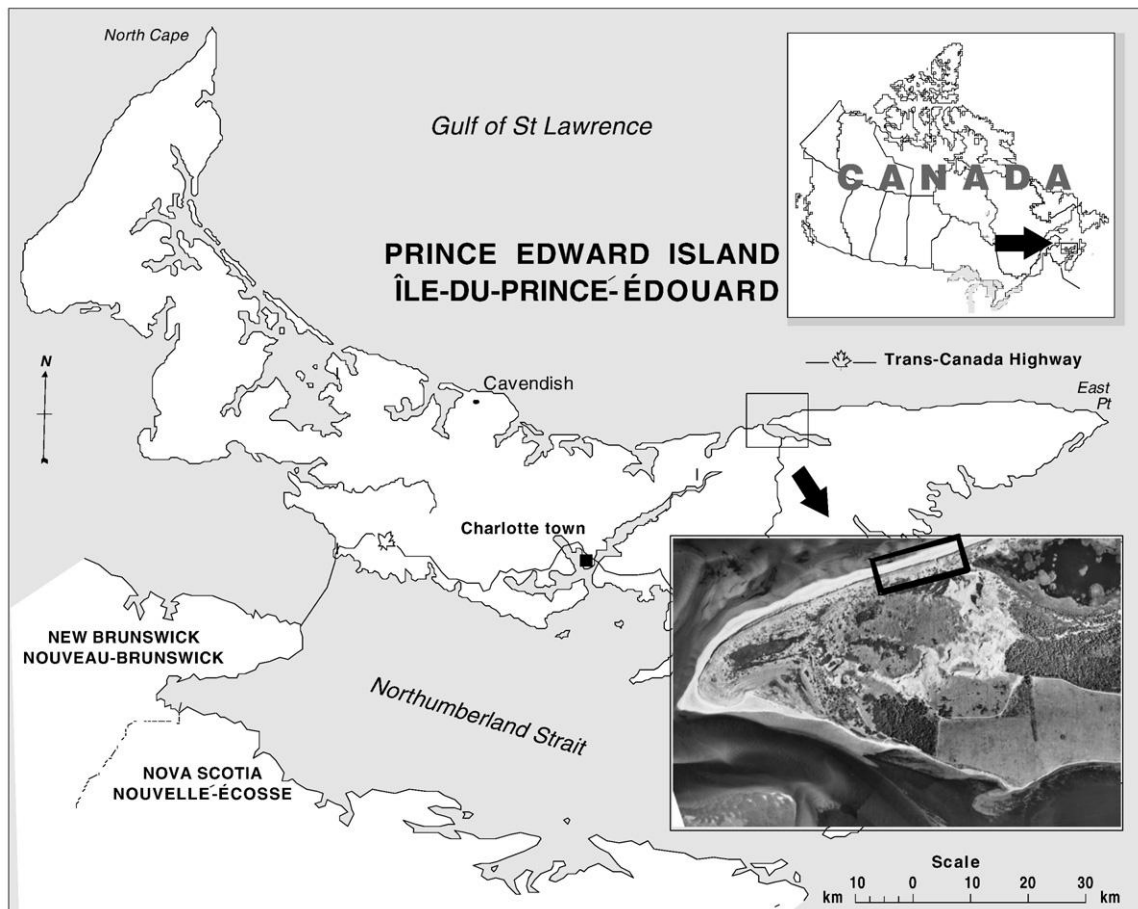 North Cape
Gulf of St Lawrence
CANADA
PRINCE EDWARD ISLAND
ÎLE-DU-PRINCE-ÉDOUARD
Trans-Canada Highway
N
Cavendish
East
Pt
Charlotte town
NEW BRUNSWICK
NOUVEAU-BRUNSWICK
Northumberland Strait
NOVA SCOTIA
NOUVELLE-ÉCOSSE
Scale
km 10 0 10 20 30 km